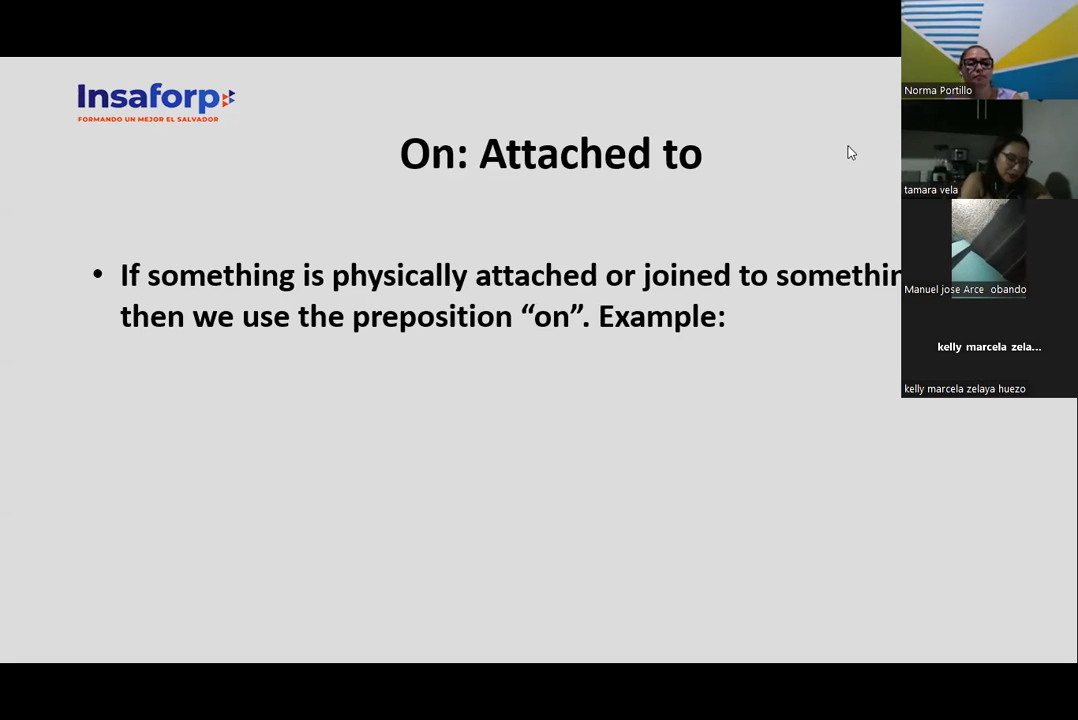 Insaforp
FORMANDO UN MEJOR EL SALVADOR
On: Attached to
• If something is physically attached or joined to somethin
then we use the preposition “on”. Example:
Norma Portillo
tamara vela
Manuel jose Arce obando
kelly marcela zela...
kelly marcela zelaya huezo